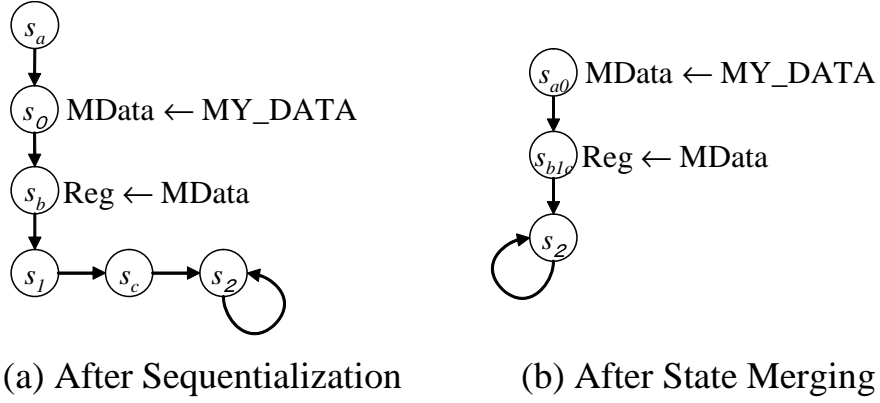 s_a
s_0 MData ← MY_DATA
s_b Reg ← MData
s_1 s_c s_2
(a) After Sequentialization
s_a0 MData ← MY_DATA
s_b1c Reg ← MData
s_2
(b) After State Merging